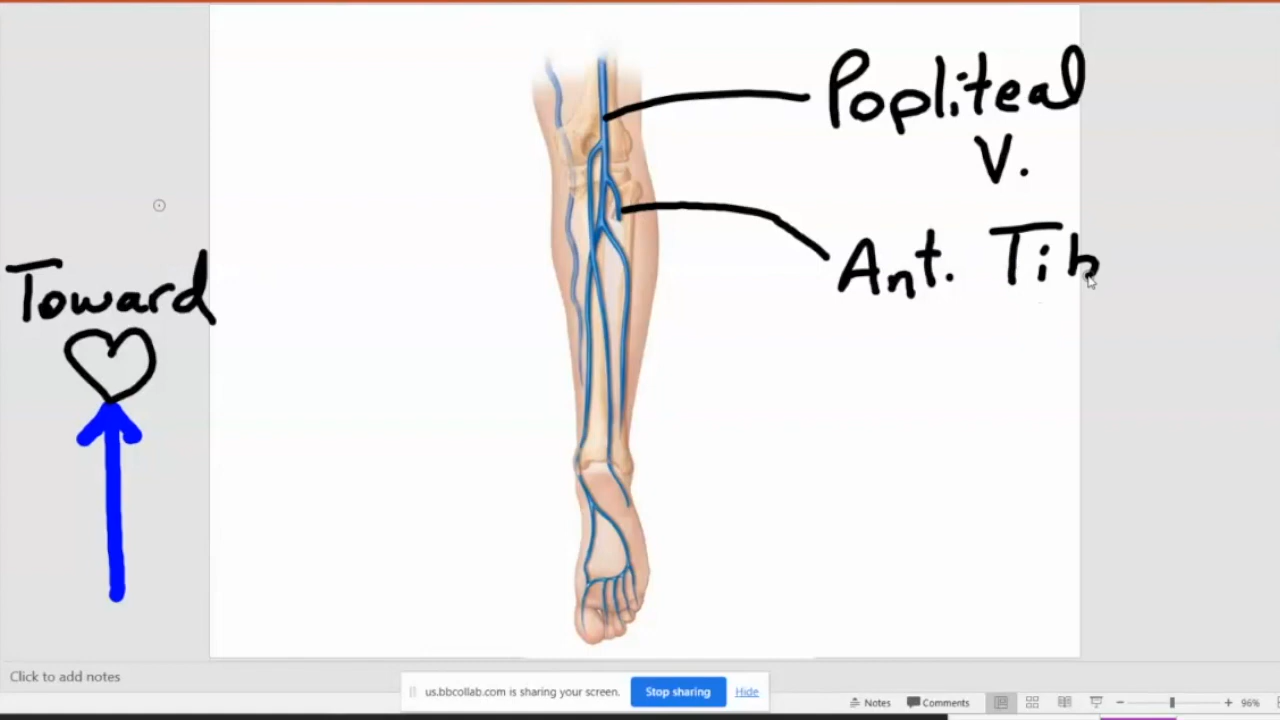 Popliteal
V.
Ant. Tib
Toward
Click to add notes
us.bbcollab.com is sharing your screen.
Stop sharing
Hide
Notes
Comments
96%